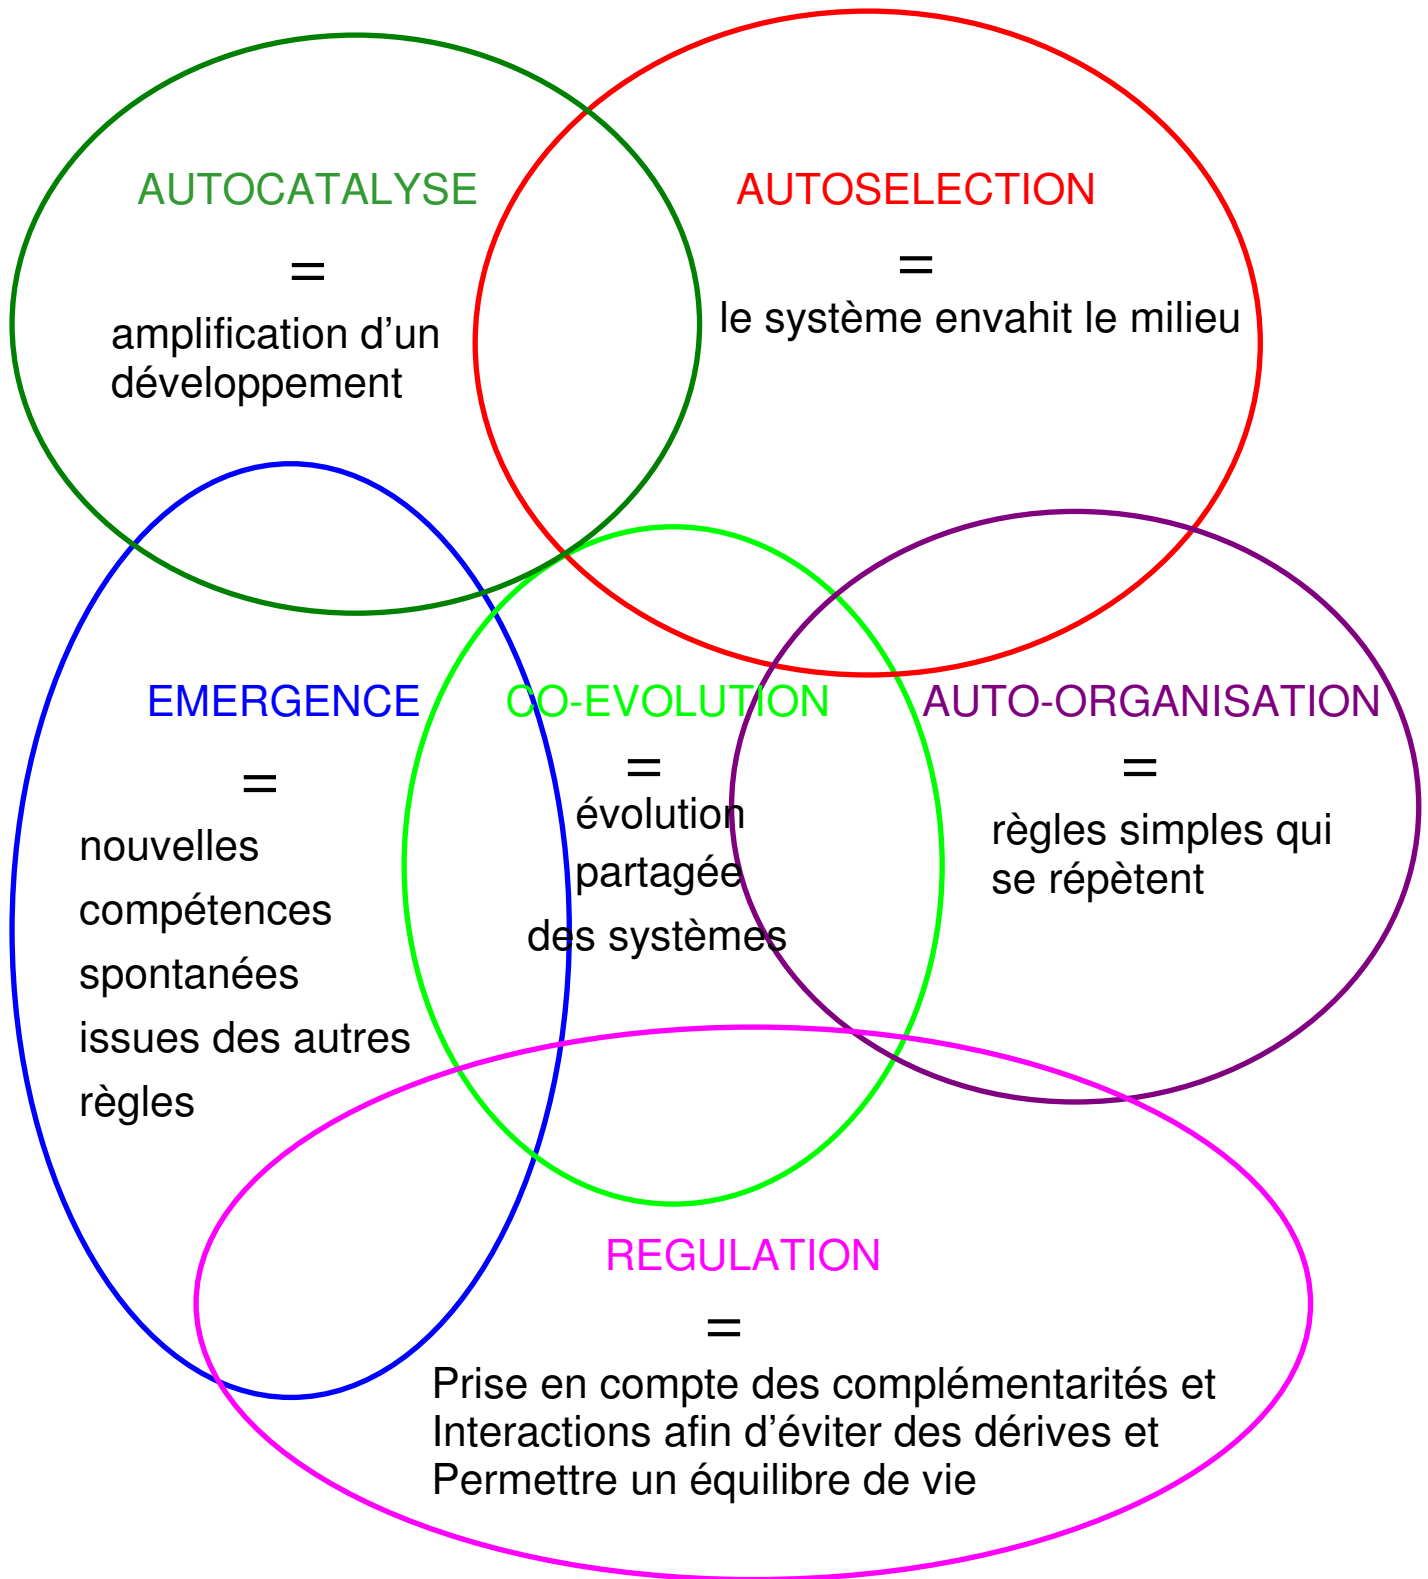 AUTOCATALYSE
=
amplification d'un
développement
AUTOSELECTION
=
le système envahit le milieu
EMERGENCE
=
nouvelles
compétences
spontanées
issues des autres
règles
CO-EVOLUTION
=
évolution
partagée
des systèmes
AUTO-ORGANISATION
=
règles simples qui
se répètent
REGULATION
=
Prise en compte des complémentarités et
Interactions afin d'éviter des dérives et
Permettre un équilibre de vie